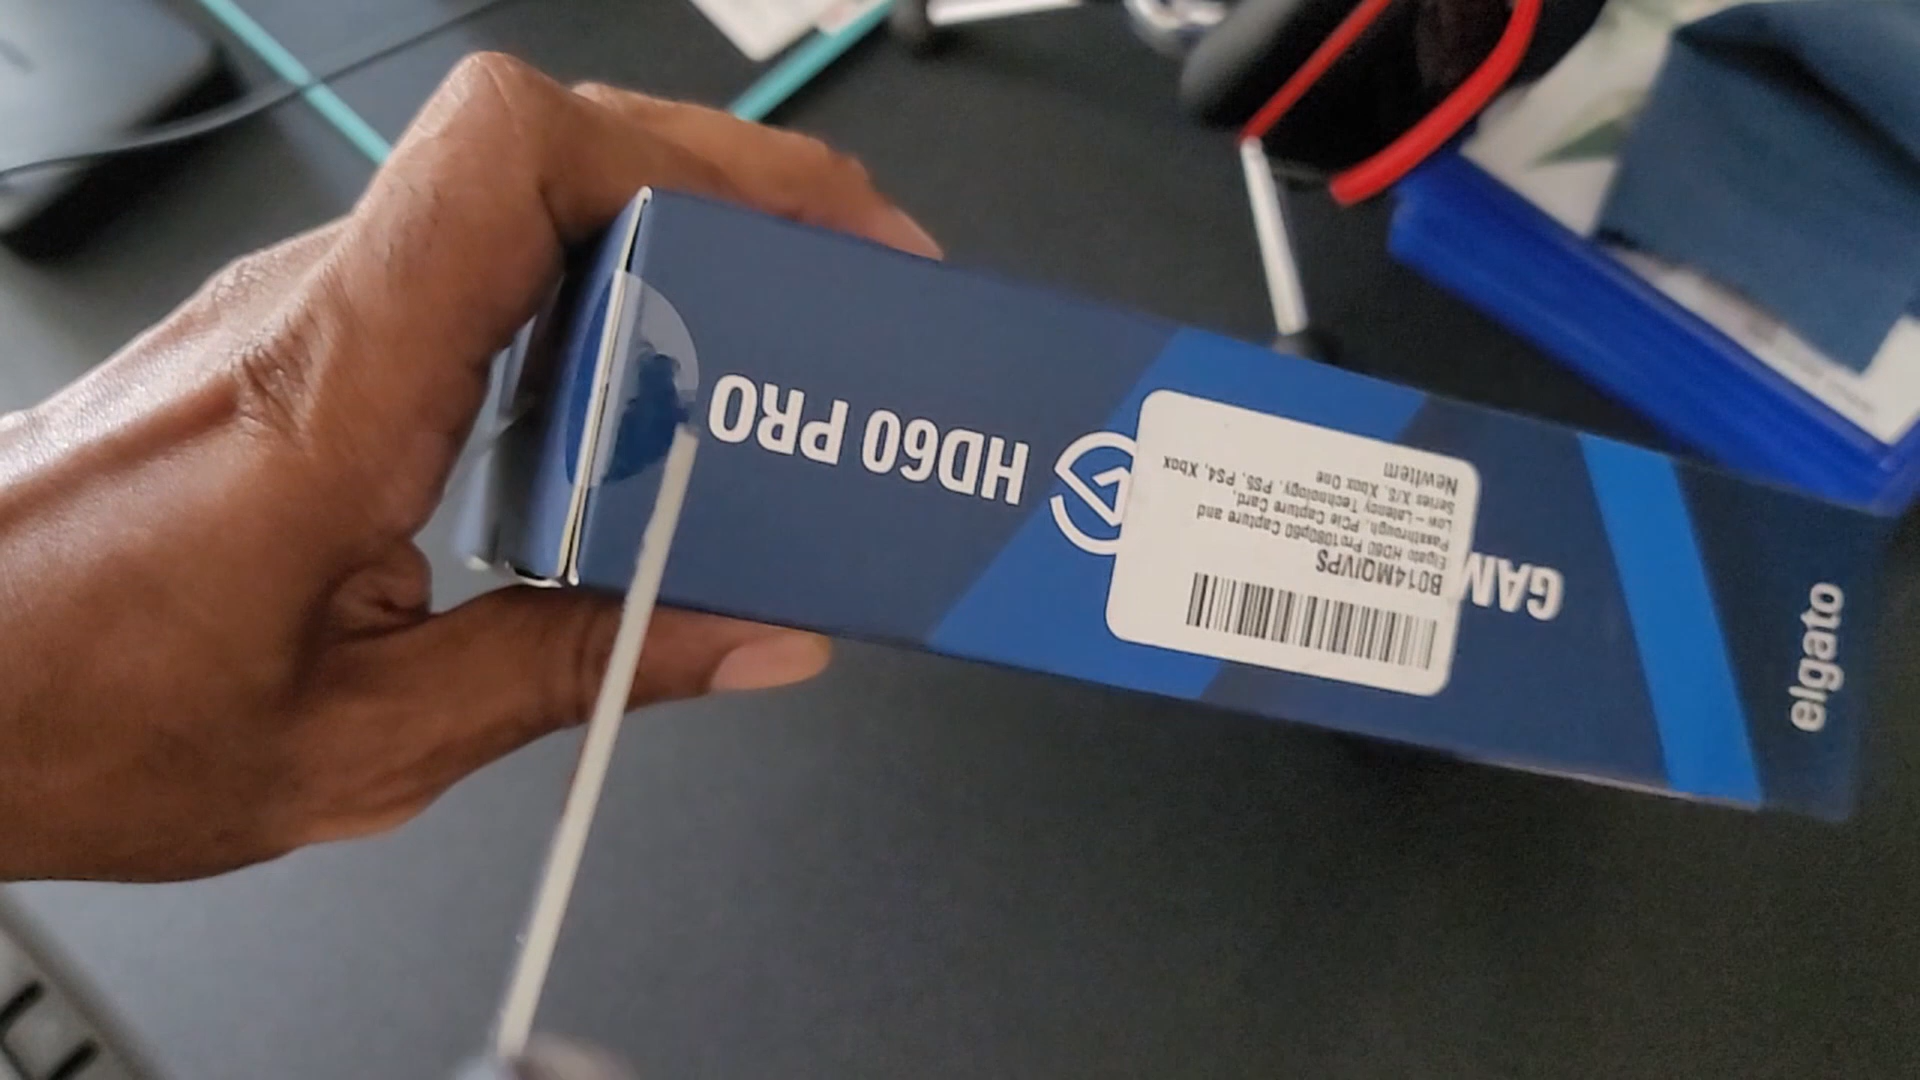 GAM
HD60 PRO
elgato
B014MQIVPS
Elgato HD60 Pro1080p60 Capture and
Passthrough, PCIe Capture Card,
Low-Latency Technology, PS5, PS4, Xbox
Series X/S, Xbox One
NewItem